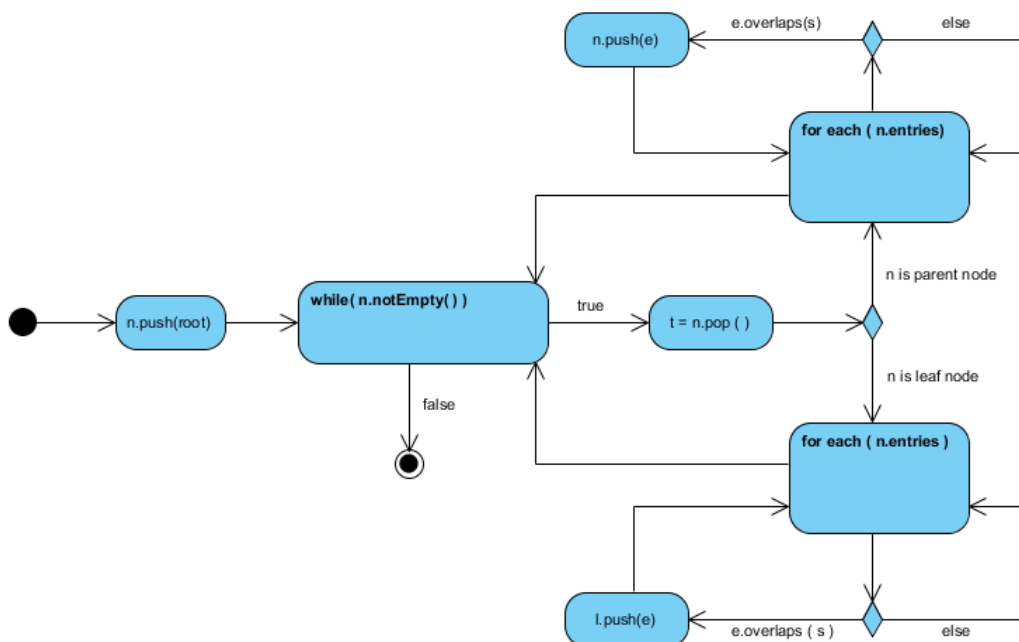 e.overlaps(s)
else
n.push(e)
for each ( n.entries)
n is parent node
while( n.notEmpty( ) )
true
n.push(root)
t = n.pop ( )
n is leaf node
false
for each ( n.entries )
l.push(e)
e.overlaps ( s )
else